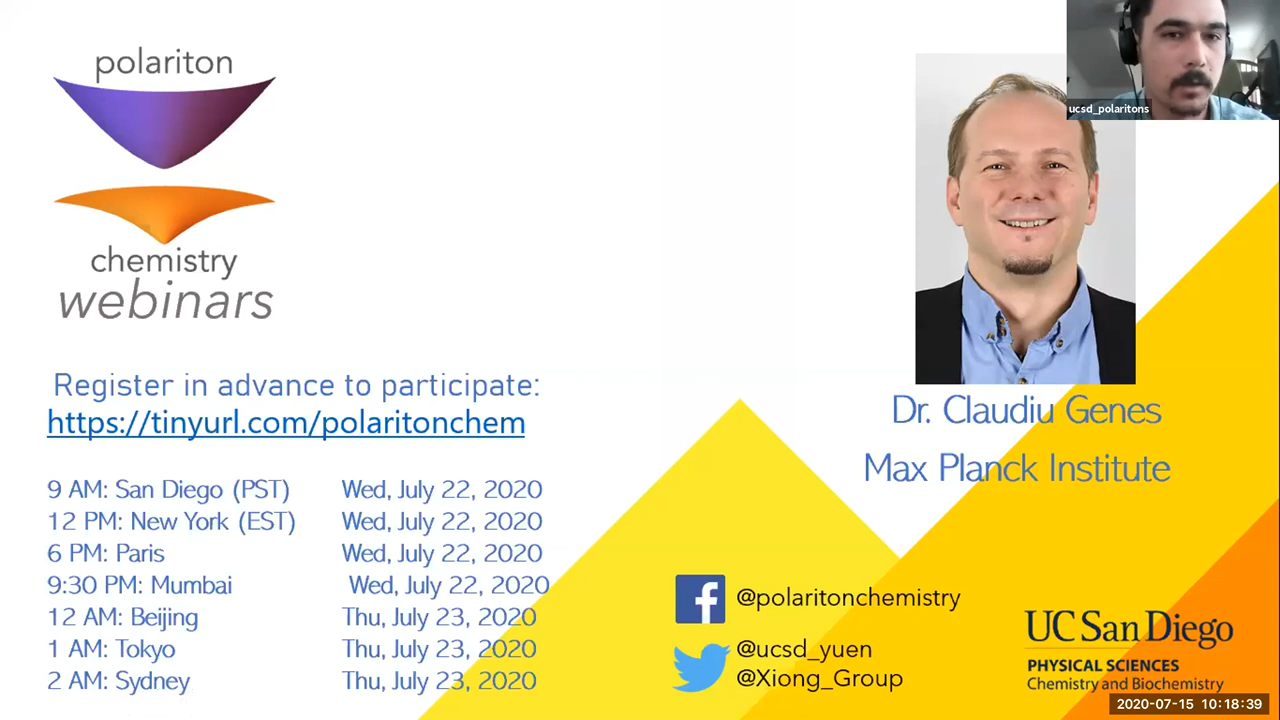 polariton
chemistry
webinars
ucsd_polaritons
Dr. Claudiu Genes
Max Planck Institute
Register in advance to participate:
https://tinyurl.com/polaritonchem
9 AM: San Diego (PST) Wed, July 22, 2020
12 PM: New York (EST) Wed, July 22, 2020
6 PM: Paris Wed, July 22, 2020
9:30 PM: Mumbai Wed, July 22, 2020
12 AM: Beijing Thu, July 23, 2020
1 AM: Tokyo Thu, July 23, 2020
2 AM: Sydney Thu, July 23, 2020
@polaritonchemistry
@ucsd_yuen
@Xiong_Group
UC San Diego
PHYSICAL SCIENCES
Chemistry and Biochemistry
2020-07-15 10:18:39